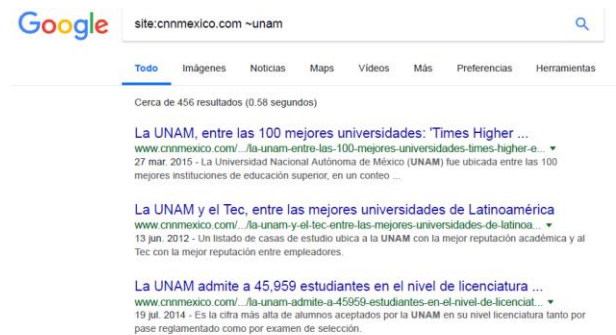 Google
site:cnnmexico.com ~unam
Todo Imágenes Noticias Maps Vídeos Más Preferencias Herramientas
Cerca de 456 resultados (0.58 segundos)
La UNAM, entre las 100 mejores universidades: 'Times Higher ...
www.cnnmexico.com/.../la-unam-entre-las-100-mejores-universidades-times-higher-e... ▼
27 mar. 2015 - La Universidad Nacional Autónoma de México (UNAM) fue ubicada entre las 100
mejores instituciones de educación superior, en un conteo ...
La UNAM y el Tec, entre las mejores universidades de Latinoamérica
www.cnnmexico.com/.../la-unam-y-el-tec-entre-las-mejores-universidades-de-latinoa... ▼
13 jun. 2012 - Un listado de casas de estudio ubica a la UNAM con la mejor reputación académica y al
Tec con la mejor reputación entre empleadores.
La UNAM admite a 45,959 estudiantes en el nivel de licenciatura ...
www.cnnmexico.com/.../la-unam-admite-a-45959-estudiantes-en-el-nivel-de-licenciat... ▼
19 jul. 2014 - Es la cifra más alta de alumnos aceptados por la UNAM en su nivel licenciatura tanto por
pase reglamentado como por examen de selección.